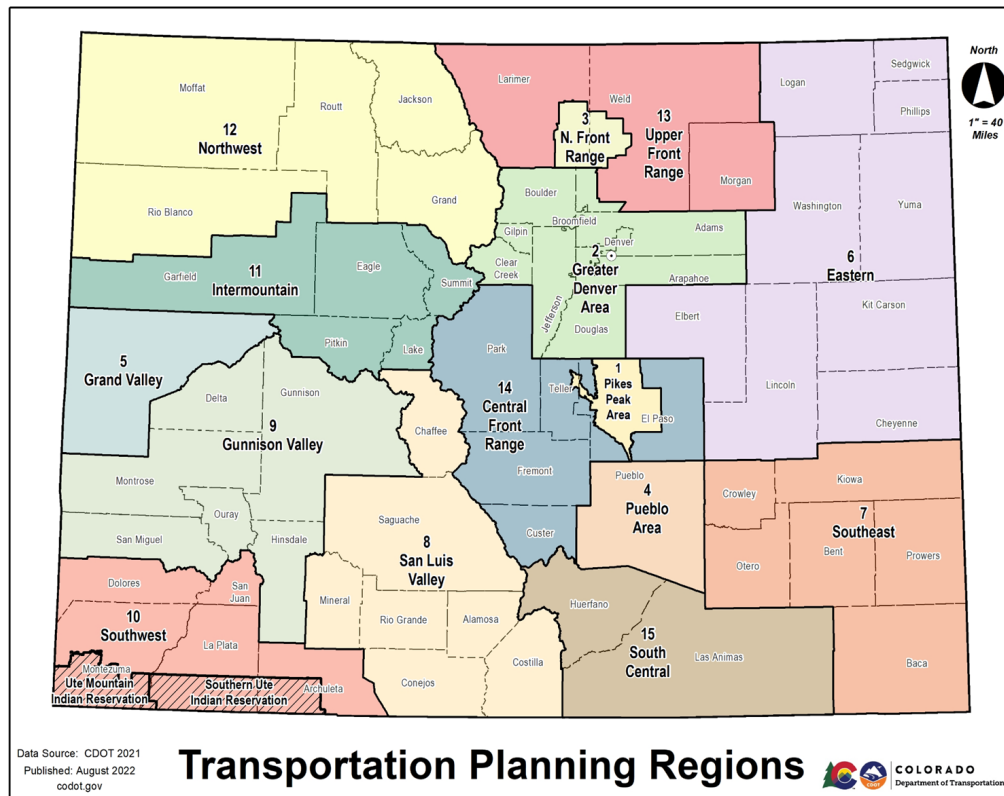 North
1" = 40
Miles
Moffat
Routt
Jackson
Larimer
Weld
Logan
Sedgwick
Phillips
12
Northwest
3
N. Front
Range
13
Upper
Front
Range
Morgan
Washington
Yuma
Rio Blanco
Grand
Boulder
Broomfield
Gilpin
Clear
Creek
Denver
Adams
2
Greater
Denver
Area
Arapahoe
Jefferson
Douglas
6
Eastern
Garfield
11
Intermountain
Eagle
Summit
Pitkin
Lake
Elbert
Kit Carson
Lincoln
Cheyenne
5
Grand Valley
Park
Teller
1
Pikes
Peak
Area
El Paso
14
Central
Front
Range
Delta
Gunnison
9
Gunnison Valley
Chaffee
Fremont
Montrose
Ouray
San Miguel
Hinsdale
Saguache
8
San Luis
Valley
Custer
Pueblo
4
Pueblo
Area
Crowley
Kiowa
7
Southeast
Otero
Bent
Prowers
Dolores
San
Juan
10
Southwest
Mineral
Rio Grande
Alamosa
Huerfano
La Plata
15
South
Central
Las Animas
Baca
Montezuma
Ute Mountain
Indian Reservation
Southern Ute
Indian Reservation
Archuleta
Conejos
Costilla
Data Source: CDOT 2021
Published: August 2022
codot.gov
Transportation Planning Regions
CDOT
COLORADO
Department of Transportation